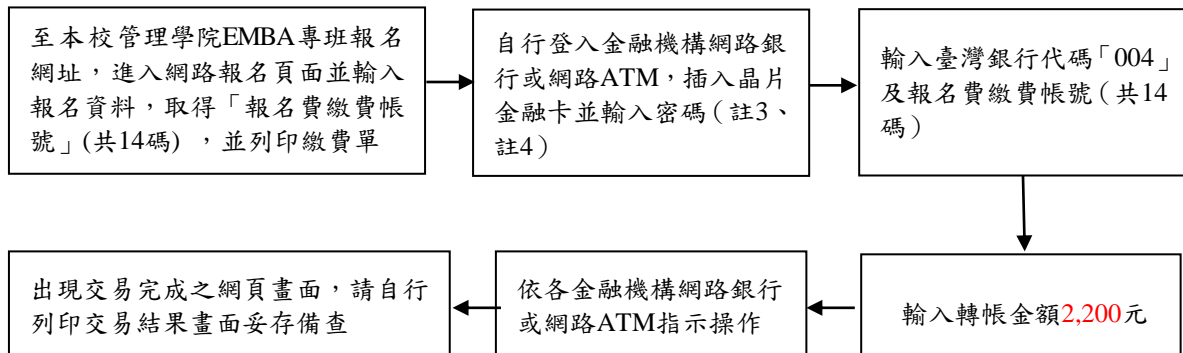 至本校管理學院EMBA專班報名
網址，進入網路報名頁面並輸入
報名資料，取得「報名費繳費帳
號」(共14碼) ，並列印繳費單
自行登入金融機構網路銀
行或網路ATM，插入晶片
金融卡並輸入密碼（註3、
註4）
輸入臺灣銀行代碼「004」
及報名費繳費帳號（共14
碼）
輸入轉帳金額2,200元
依各金融機構網路銀行
或網路ATM指示操作
出現交易完成之網頁畫面，請自行
列印交易結果畫面妥存備查